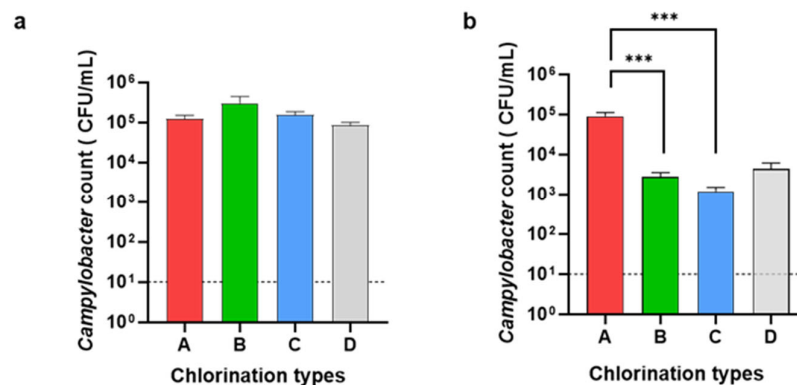 a
Campylobacter count ( CFU/mL)
10⁶
10⁵
10⁴
10³
10²
10¹
10⁰
A B C D
Chlorination types
b
***
***
Campylobacter count ( CFU/mL)
10⁶
10⁵
10⁴
10³
10²
10¹
10⁰
A B C D
Chlorination types